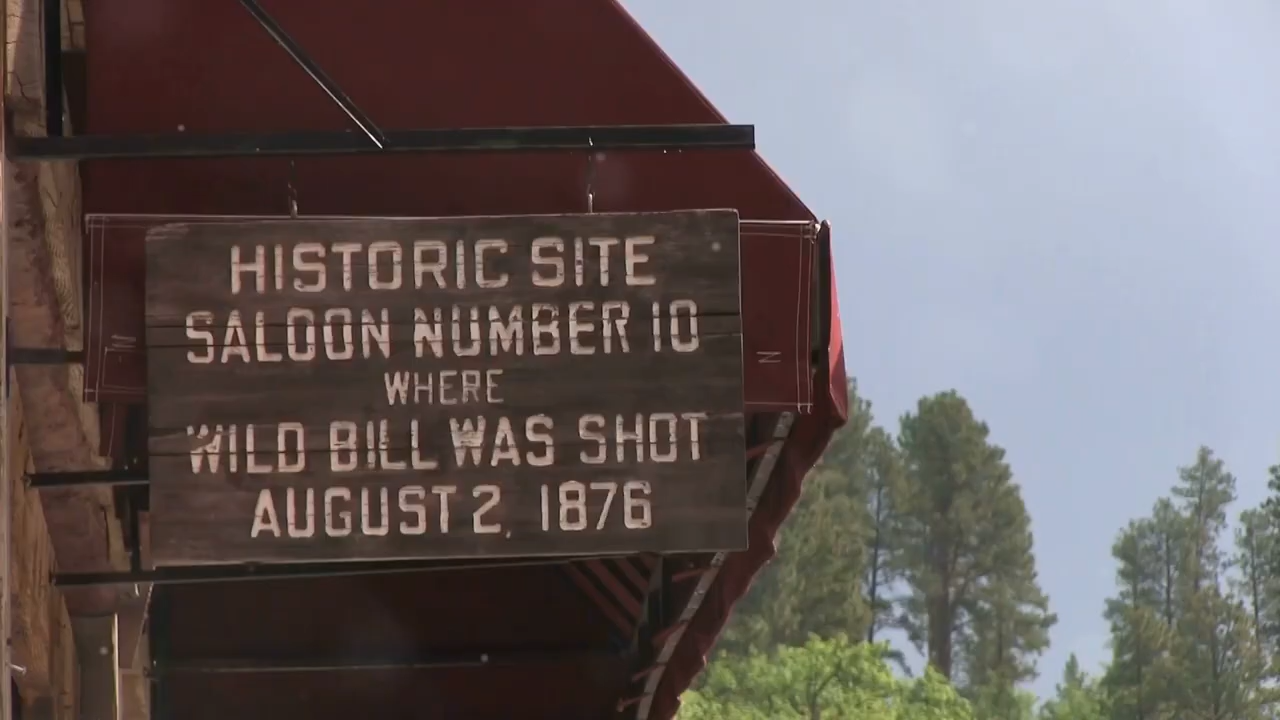 HISTORIC SITE
SALOON NUMBER 10
WHERE
WILD BILL WAS SHOT
AUGUST 2, 1876